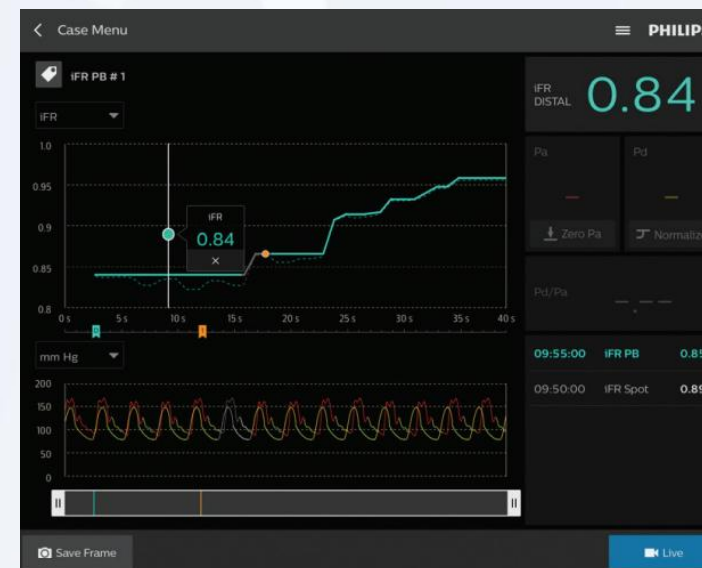 Case Menu
PHILIP
iFR PB # 1
iFR
iFR
DISTAL
0.84
Pa
Pd
Zero Pa
Normalize
Pd/Pa
09:55:00 iFR PB 0.85
09:50:00 iFR Spot 0.89
1.0
0.95
0.9
0.85
0.8
iFR
0.84
0 s 5 s 10 s 15 s 20 s 25 s 30 s 35 s 40 s
mm Hg
200
150
100
50
0
Save Frame
Live